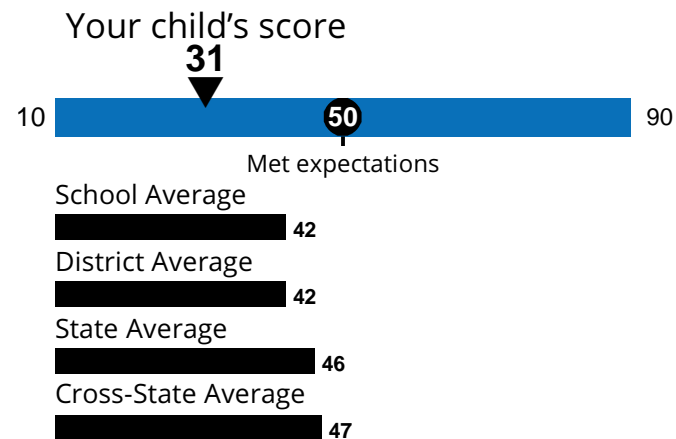 Your child's score
31
10 50 90
Met expectations
School Average
42
District Average
42
State Average
46
Cross-State Average
47